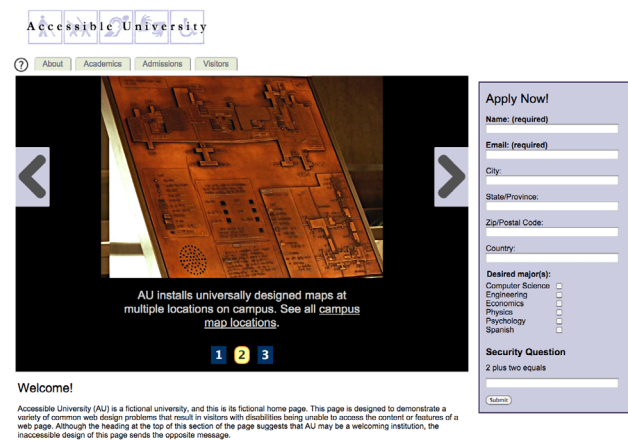 Accessible University
?
About
Academics
Admissions
Visitors
AU installs universally designed maps at
multiple locations on campus. See all campus
map locations.
1 2 3
Welcome!
Accessible University (AU) is a fictional university, and this is its fictional home page. This page is designed to demonstrate a
variety of common web design problems that result in visitors with disabilities being unable to access the content or features of a
web page. Although the heading at the top of this section of the page suggests that AU may be a welcoming institution, the
inaccessible design of this page sends the opposite message.
Apply Now!
Name: (required)
Email: (required)
City:
State/Province:
Zip/Postal Code:
Country:
Desired major(s):
Computer Science
Engineering
Economics
Physics
Psychology
Spanish
Security Question
2 plus two equals
Submit